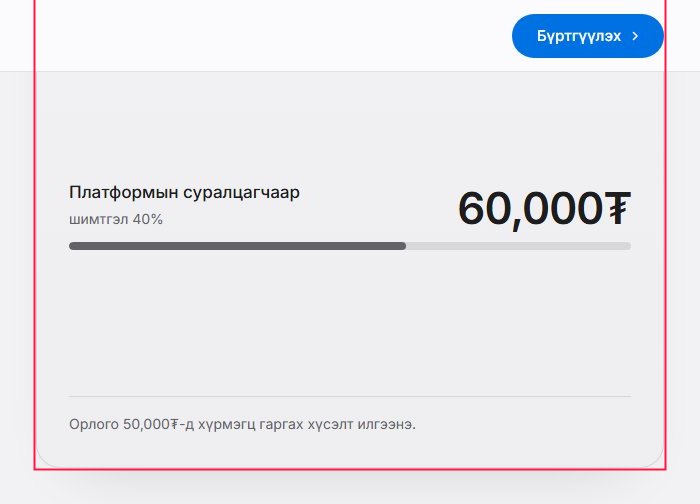 Бүртгүүлэх
Платформын суралцагчаар
шимтгэл 40%
60,000₮
Орлого 50,000₮-д хүрмэгц гаргах хүсэлт илгээнэ.